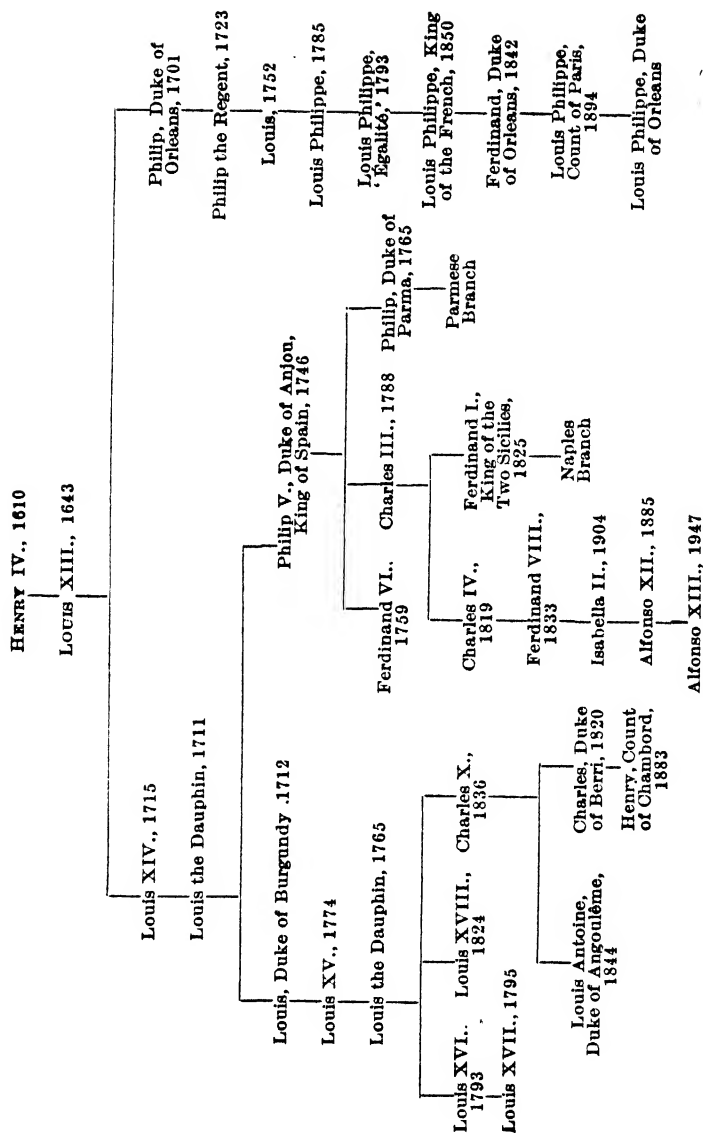 HENRY IV., 1610
LOUIS XIII., 1643
Louis XIV., 1715
Louis the Dauphin, 1711
Louis, Duke of Burgundy .1712
Louis XV., 1774
Louis the Dauphin, 1765
Louis XVI..
1793
Louis XVII., 1795
Louis XVIII.,
1824
Charles X.,
1836
Louis Antoine,
Duke of Angoulême,
1844
Charles, Duke
of Berri, 1820
Henry, Count
of Chambord,
1883
Philip V., Duke of Anjou,
King of Spain, 1746
Ferdinand VI.,
1759
Charles III., 1788
Philip, Duke of
Parma, 1765
Parmese
Branch
Charles IV.,
1819
Ferdinand VIII.,
1833
Isabella II., 1904
Alfonso XII., 1885
Alfonso XIII., 1947
Ferdinand I.,
King of the
Two Sicilies,
1825
Naples
Branch
Philip, Duke of
Orleans, 1701
Philip the Regent, 1723
Louis, 1752
Louis Philippe, 1785
Louis Philippe,
‘Égalité,’ 1793
Louis Philippe, King
of the French, 1850
Ferdinand, Duke
of Orleans, 1842
Louis Philippe,
Count of Paris,
1894
Louis Philippe, Duke
of Orleans